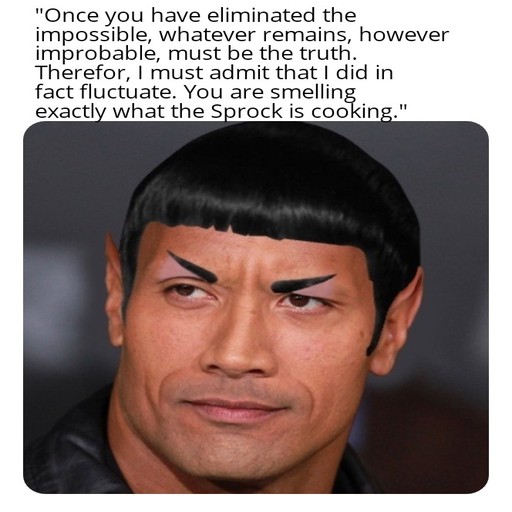 "Once you have eliminated the
impossible, whatever remains, however
improbable, must be the truth.
Therefor, I must admit that I did in
fact fluctuate. You are smelling
exactly what the Sprock is cooking."